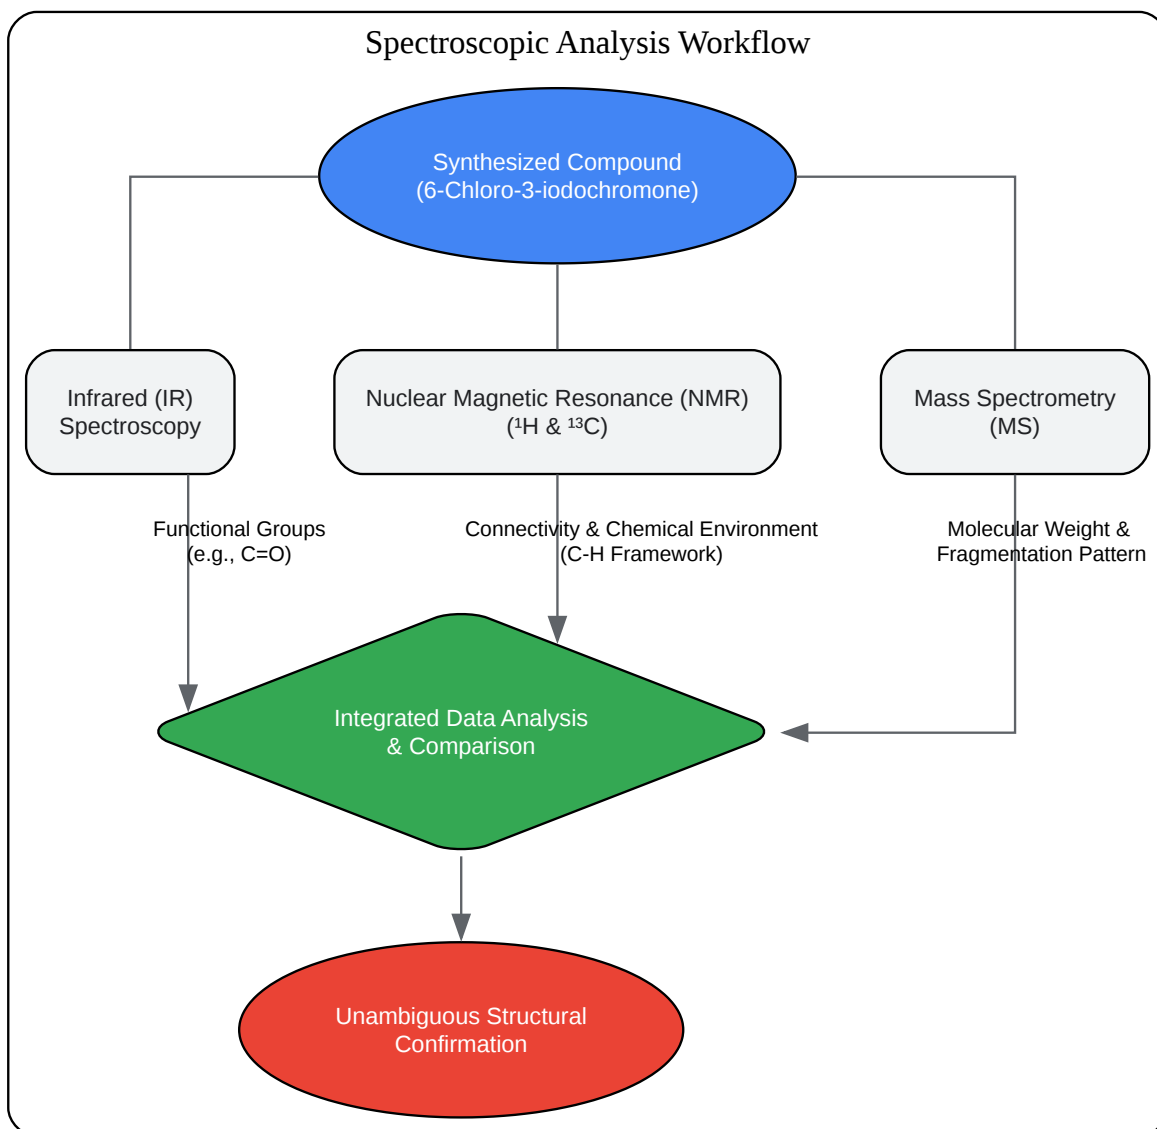 Spectroscopic Analysis Workflow
Synthesized Compound
(6-Chloro-3-iodochromone)
Infrared (IR)
Spectroscopy
Nuclear Magnetic Resonance (NMR)
(¹H & ¹³C)
Mass Spectrometry
(MS)
Functional Groups
(e.g., C=O)
Connectivity & Chemical Environment
(C-H Framework)
Molecular Weight &
Fragmentation Pattern
Integrated Data Analysis
& Comparison
Unambiguous Structural
Confirmation